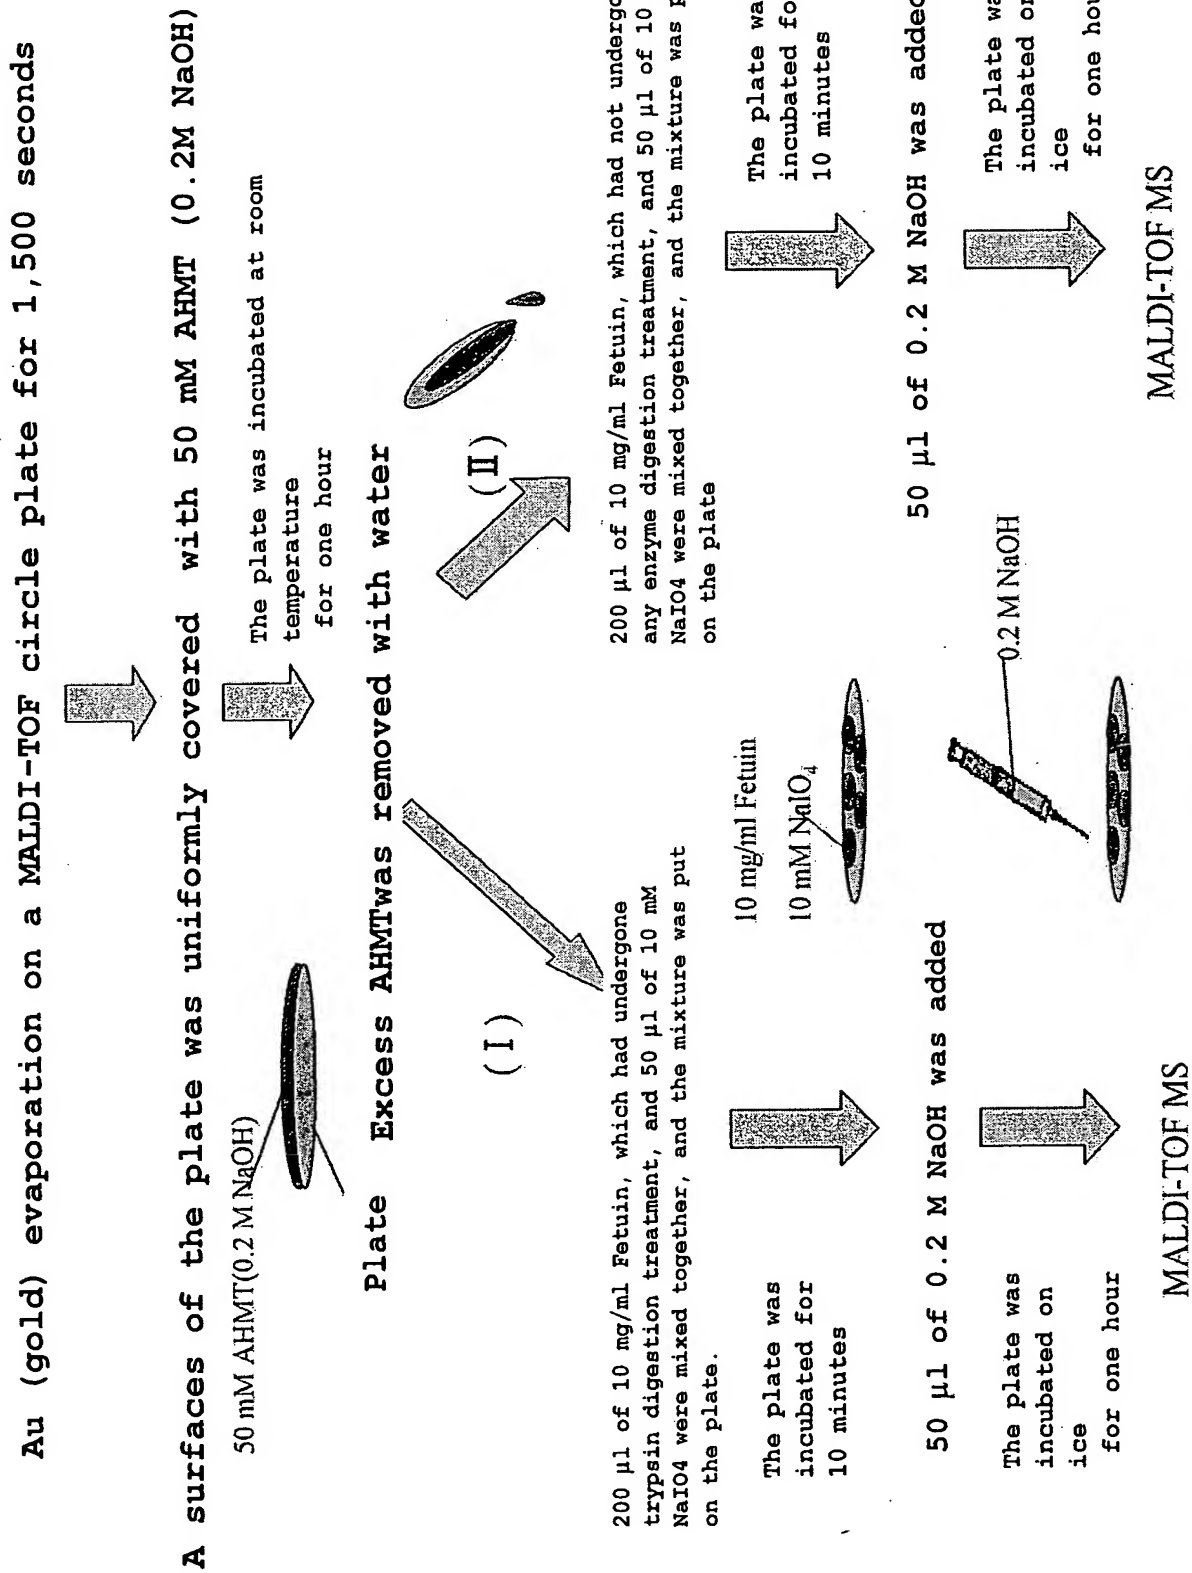 Au (gold) evaporation on a MALDI-TOF circle plate for 1,500 seconds
A surfaces of the plate was uniformly covered with 50 mM AHMT (0.2M NaOH)
50 mM AHMT(0.2 M NaOH)
The plate was incubated at room
temperature
for one hour
Plate
Excess AHMTwas removed with water
(I)
(II)
200 µl of 10 mg/ml Fetuin, which had undergone
trypsin digestion treatment, and 50 µl of 10 mM
NaIO4 were mixed together, and the mixture was put
on the plate.
The plate was
incubated for
10 minutes
50 µl of 0.2 M NaOH was added
The plate was
incubated on
ice
for one hour
MALDI-TOF MS
10 mg/ml Fetuin
10 mM NaIO4
0.2 M NaOH
200 µl of 10 mg/ml Fetuin, which had not undergo
any enzyme digestion treatment, and 50 µl of 10
NaIO4 were mixed together, and the mixture was p
on the plate
The plate wa
incubated fo
10 minutes
50 µl of 0.2 M NaOH was added
The plate wa
incubated on
ice
for one hou
MALDI-TOF MS